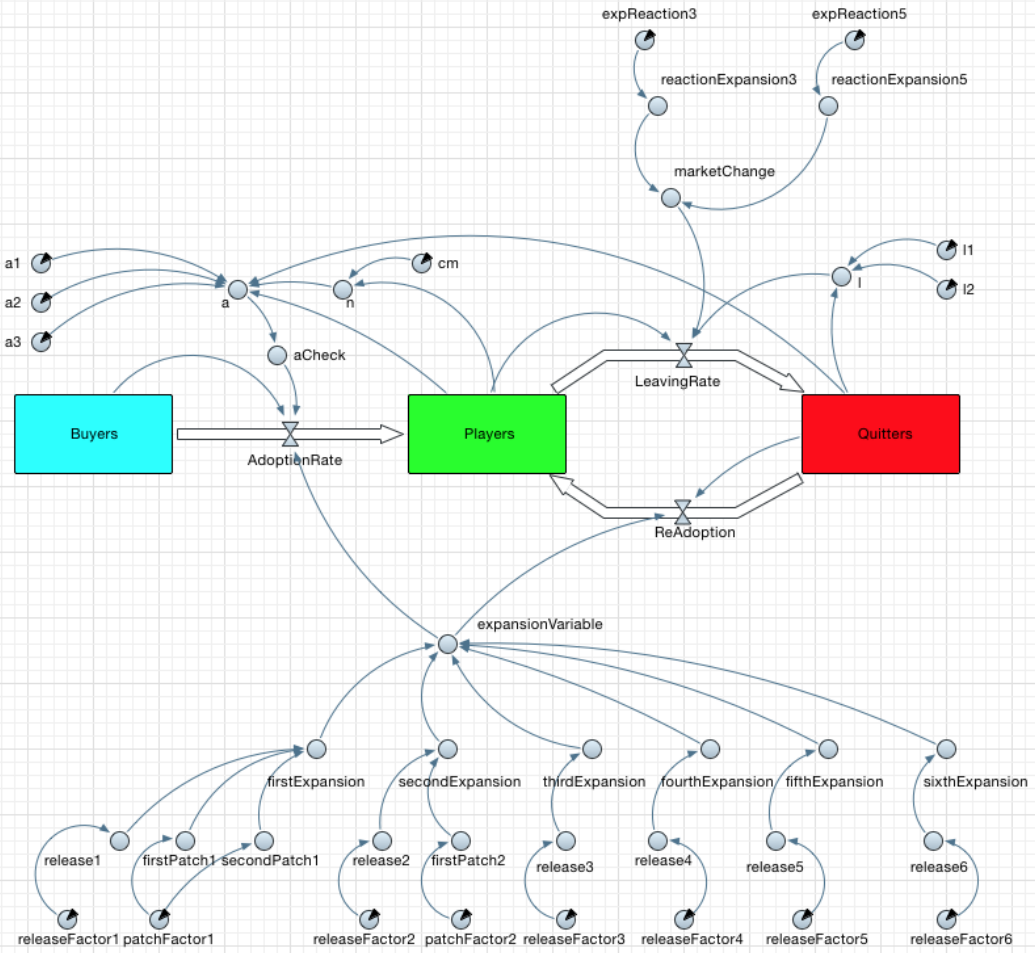 expReaction3
expReaction5
reactionExpansion3
reactionExpansion5
marketChange
a1
cm
l1
a2
a
n
l
l2
a3
aCheck
LeavingRate
Buyers
Players
Quitters
AdoptionRate
ReAdoption
expansionVariable
firstExpansion
secondExpansion
thirdExpansion
fourthExpansion
fifthExpansion
sixthExpansion
release1
firstPatch1
secondPatch1
release2
firstPatch2
release3
release4
release5
release6
releaseFactor1
patchFactor1
releaseFactor2
patchFactor2
releaseFactor3
releaseFactor4
releaseFactor5
releaseFactor6